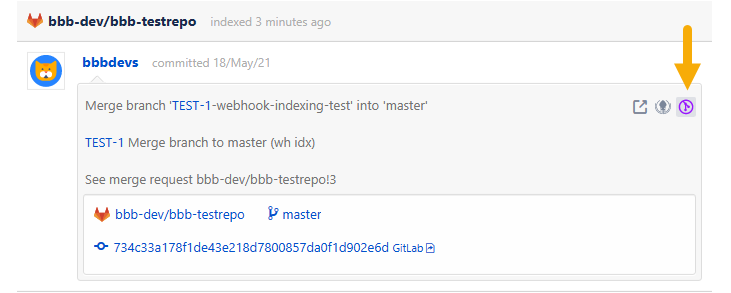 bbb-dev/bbb-testrepo indexed 3 minutes ago
bbbdevs committed 18/May/21
Merge branch 'TEST-1-webhook-indexing-test' into 'master'
TEST-1 Merge branch to master (wh idx)
See merge request bbb-dev/bbb-testrepo!3
bbb-dev/bbb-testrepo master
734c33a178f1de43e218d7800857da0f1d902e6d GitLab